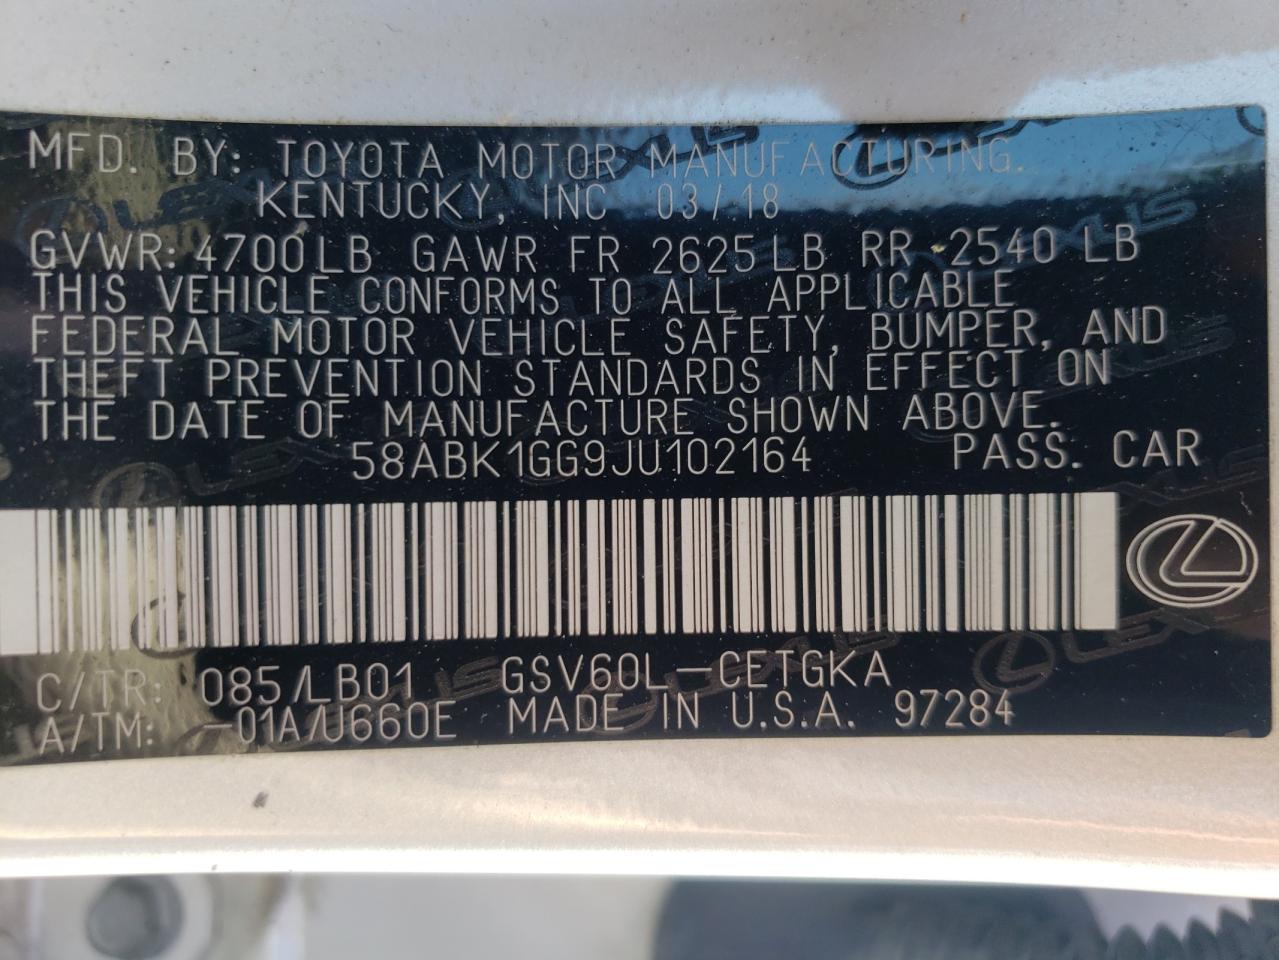 MFD. BY: TOYOTA MOTOR MANUFACTURING.
KENTUCKY, INC 03/18
GVWR: 4700LB GAWR FR 2625LB RR 2540 LB
THIS VEHICLE CONFORMS TO ALL APPLICABLE
FEDERAL MOTOR VEHICLE SAFETY, BUMPER, AND
THEFT PREVENTION STANDARDS IN EFFECT ON
THE DATE OF MANUFACTURE SHOWN ABOVE.
58ABK1GG9JU102164 PASS. CAR
C/TR: 085/LB01 GSV60L-CETGKA
A/TM: -01A/U660E MADE IN U.S.A. 97284